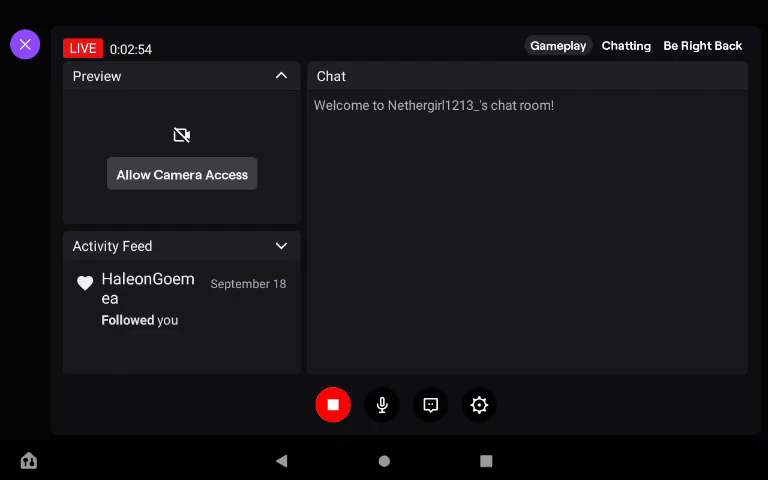 LIVE 0:02:54
Gameplay Chatting Be Right Back
Preview
Allow Camera Access
Chat
Welcome to Nethergirl1213_'s chat room!
Activity Feed
HaleonGoem
ea
September 18
Followed you